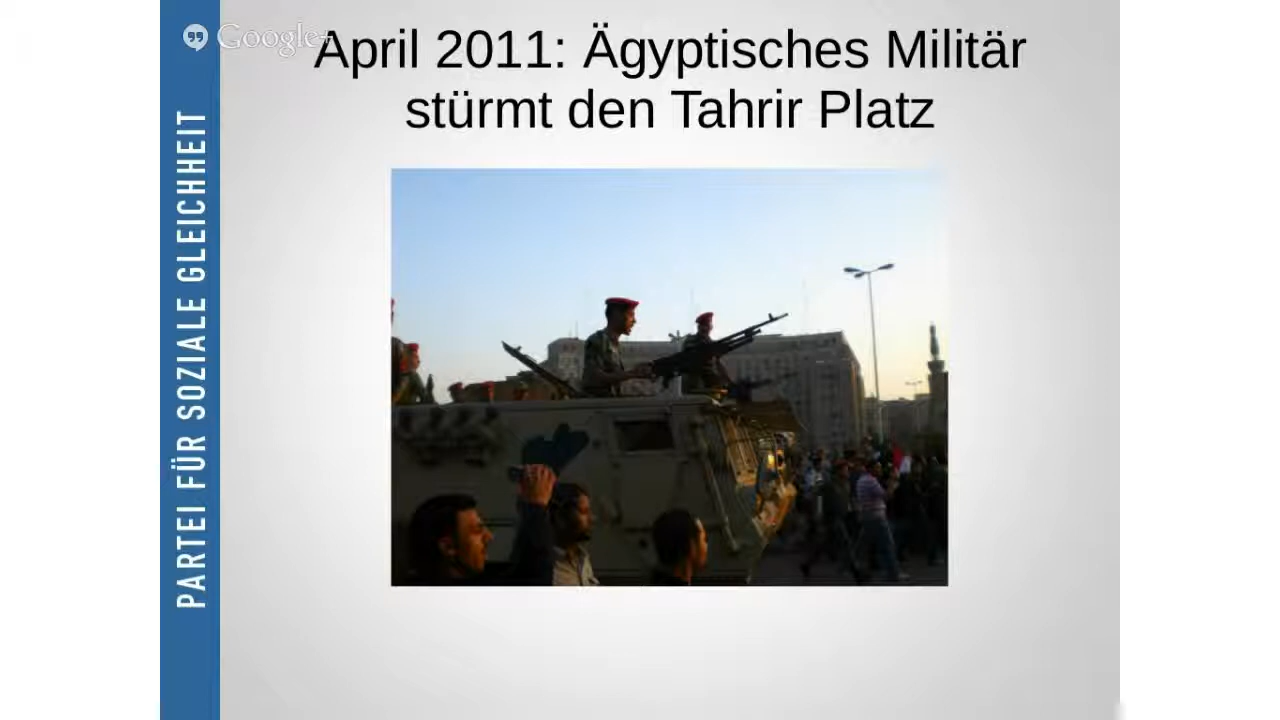 Google+
April 2011: Ägyptisches Militär
stürmt den Tahrir Platz
PARTEI FÜR SOZIALE GLEICHHEIT